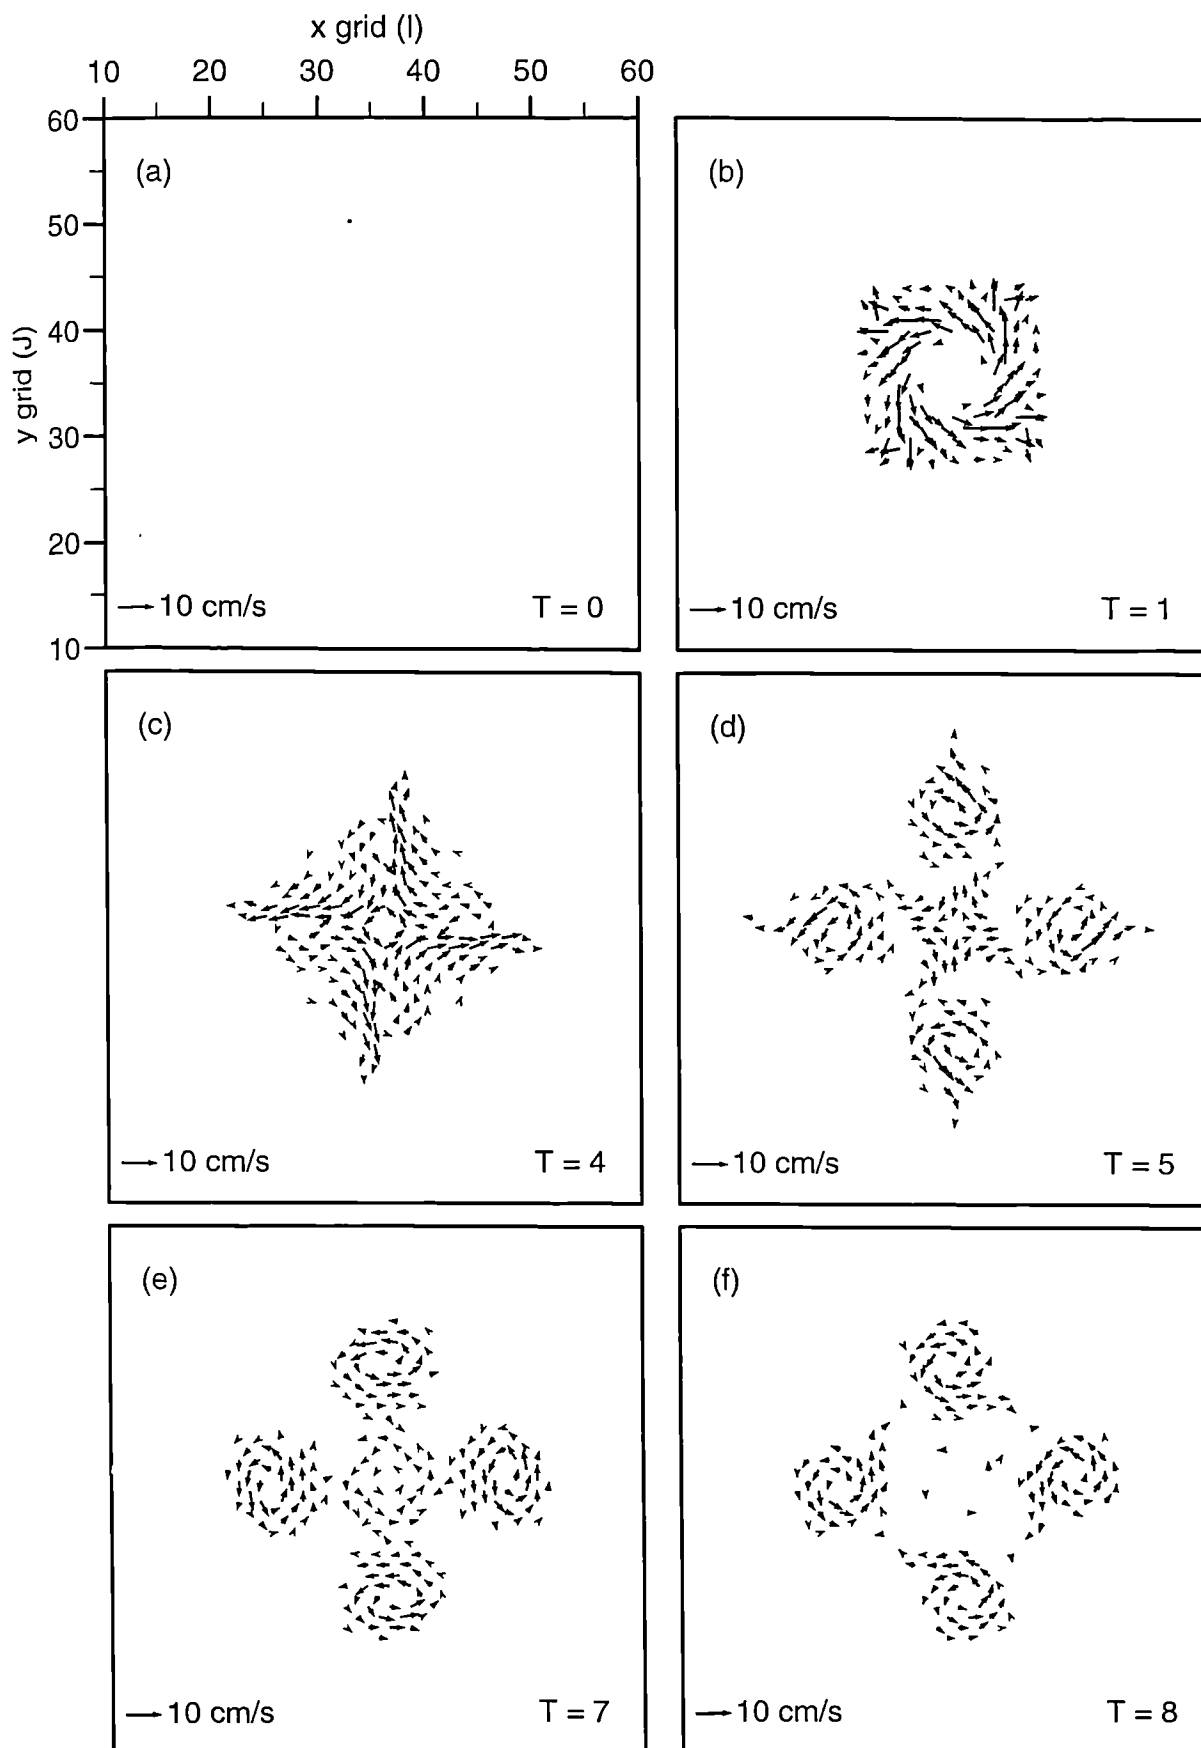 x grid (I)
10 20 30 40 50 60
60
50
40
30
20
10
y grid (J)
(a)
10 cm/s T = 0
(b)
10 cm/s T = 1
(c)
10 cm/s T = 4
(d)
10 cm/s T = 5
(e)
10 cm/s T = 7
(f)
10 cm/s T = 8